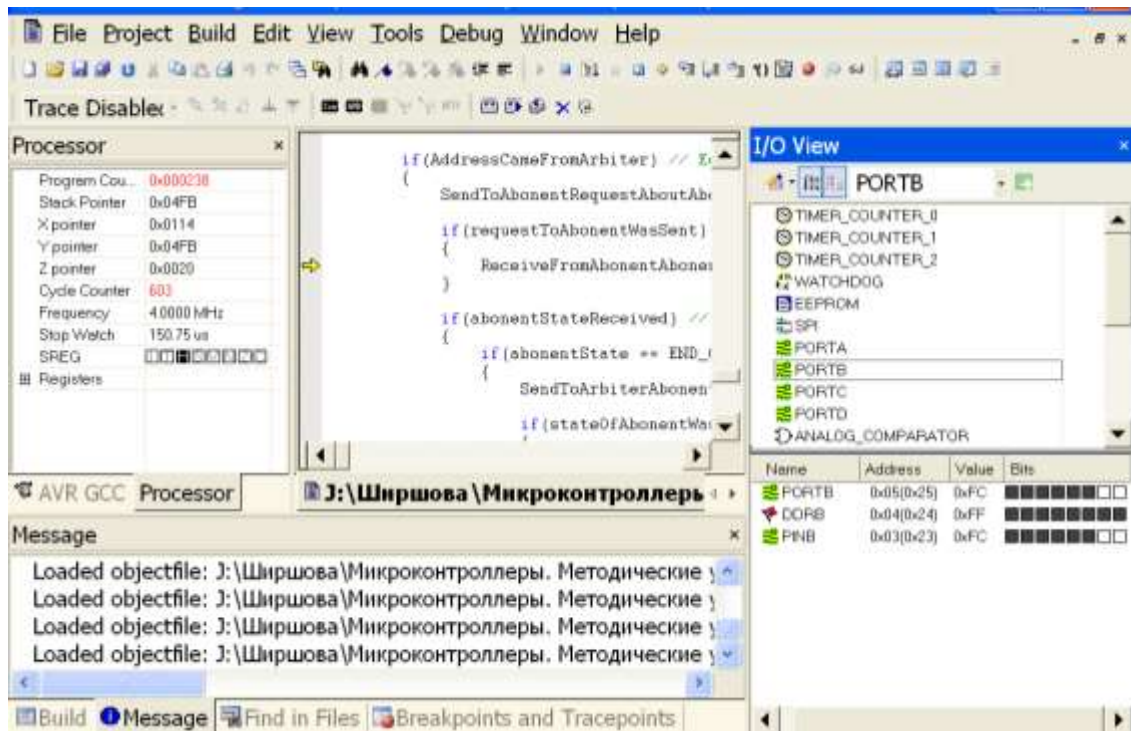 File Project Build Edit View Tools Debug Window Help
Trace Disabled
Processor
Program Cou... 0x000238
Stack Pointer 0x04FB
X pointer 0x0114
Y pointer 0x04FB
Z pointer 0x0020
Cycle Counter 603
Frequency 4.0000 MHz
Stop Watch 150.75 us
SREG
Registers
AVR GCC Processor
if(AddressCameFromArbiter) //
{
SendToAbonentRequestAboutAb
if(requestToAbonentWasSent)
{
ReceiveFromAbonentAbone
}
if(abonentStateReceived) //
{
if(abonentState == END_
{
SendToArbiterAbonen
if(stateOfAbonentWa
J:\Ширшова\Микроконтроллеры
I/O View
PORTB
TIMER_COUNTER_0
TIMER_COUNTER_1
TIMER_COUNTER_2
WATCHDOG
EEPROM
SPI
PORTA
PORTB
PORTC
PORTD
ANALOG_COMPARATOR
Name Address Value Bits
PORTB 0x05(0x25) 0xFC
DDRB 0x04(0x24) 0xFF
PINB 0x03(0x23) 0xFC
Message
Loaded objectfile: J:\Ширшова\Микроконтроллеры. Методические у
Loaded objectfile: J:\Ширшова\Микроконтроллеры. Методические у
Loaded objectfile: J:\Ширшова\Микроконтроллеры. Методические у
Loaded objectfile: J:\Ширшова\Микроконтроллеры. Методические у
Build Message Find in Files Breakpoints and Tracepoints